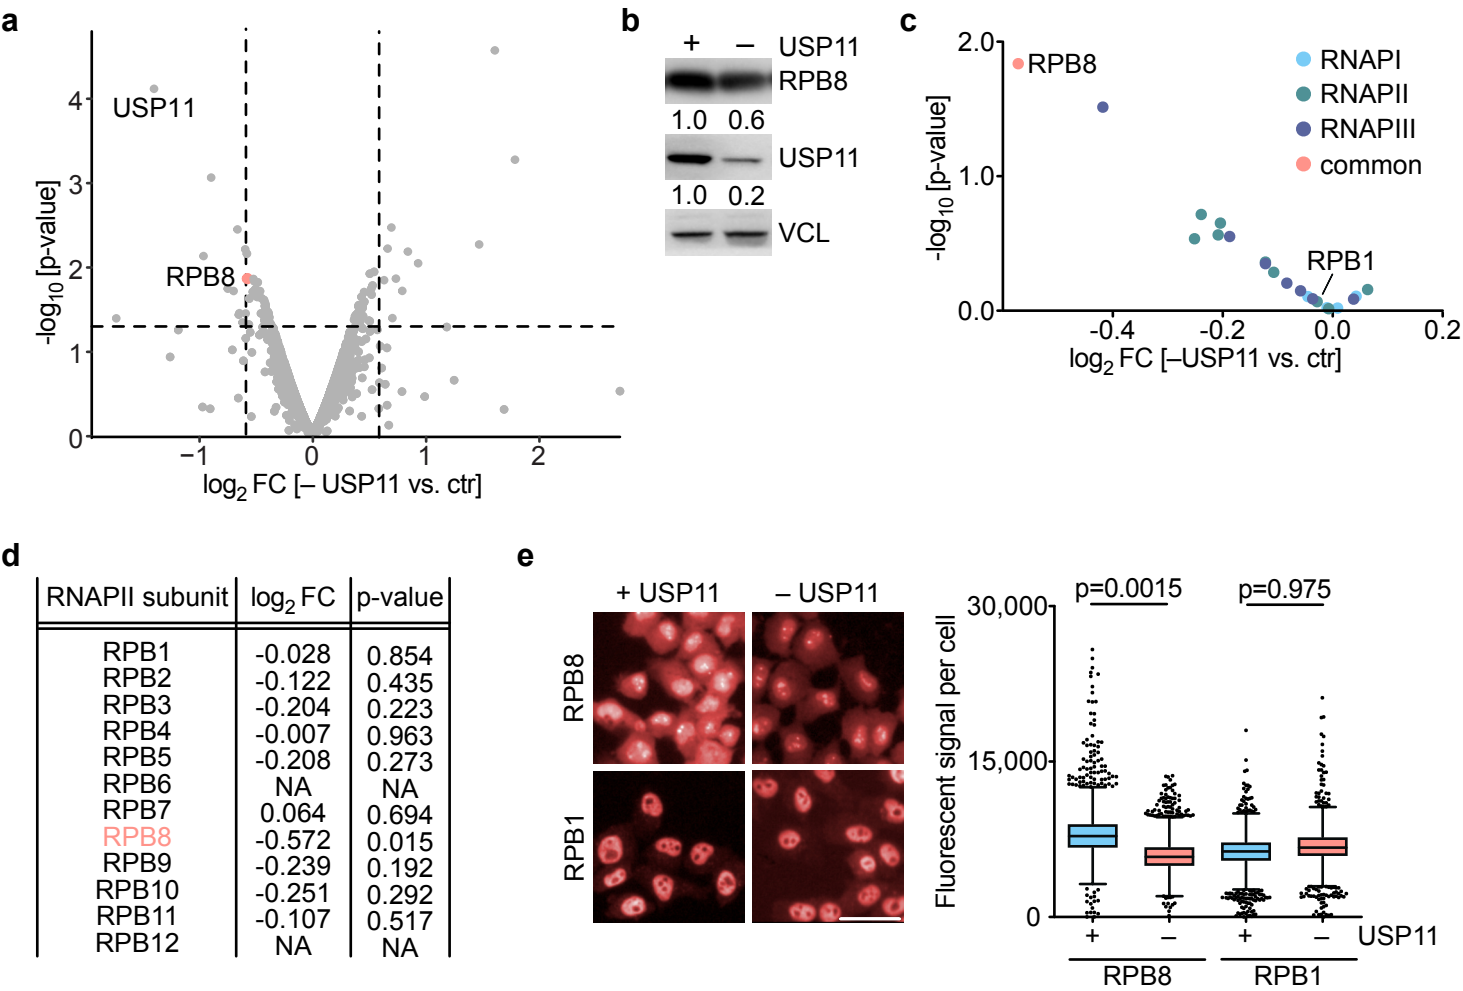 a
USP11
RPB8
-log10 [p-value]
4
3
2
1
0
−1
0
1
2
log2 FC [– USP11 vs. ctr]
b
+ – USP11
RPB8
1.0 0.6
USP11
1.0 0.2
VCL
c
2.0
1.0
0.0
-log10 [p-value]
RPB8
RPB1
RNAPI
RNAPII
RNAPIII
common
-0.4 -0.2 0.0 0.2
log2 FC [–USP11 vs. ctr]
d
RNAPII subunit log2 FC p-value
RPB1 -0.028 0.854
RPB2 -0.122 0.435
RPB3 -0.204 0.223
RPB4 -0.007 0.963
RPB5 -0.208 0.273
RPB6 NA NA
RPB7 0.064 0.694
RPB8 -0.572 0.015
RPB9 -0.239 0.192
RPB10 -0.251 0.292
RPB11 -0.107 0.517
RPB12 NA NA
e
+ USP11 – USP11
RPB8
RPB1
Fluorescent signal per cell
30,000
15,000
0
p=0.0015 p=0.975
+ – + – USP11
RPB8 RPB1